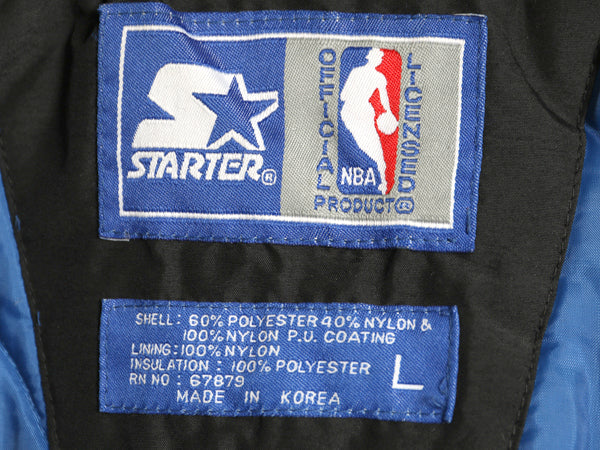 STARTER®
OFFICIAL
LICENSED
NBA
PRODUCT®
SHELL: 60% POLYESTER 40% NYLON &
100% NYLON P.U. COATING
LINING: 100% NYLON
INSULATION: 100% POLYESTER
RN NO: 67879
MADE IN KOREA
L